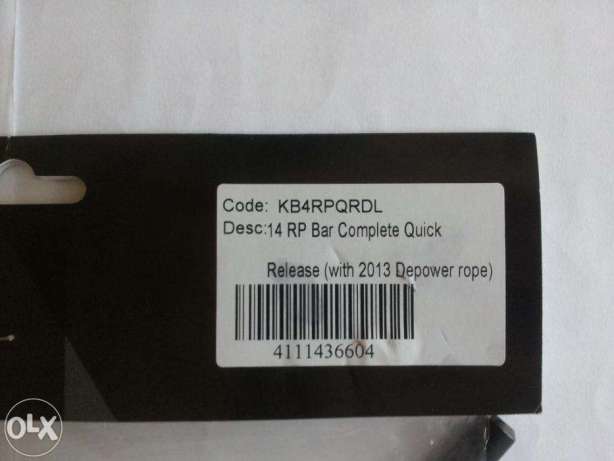 Code: KB4RPQRDL
Desc:14 RP Bar Complete Quick
Release (with 2013 Depower rope)
4111436604
OLX